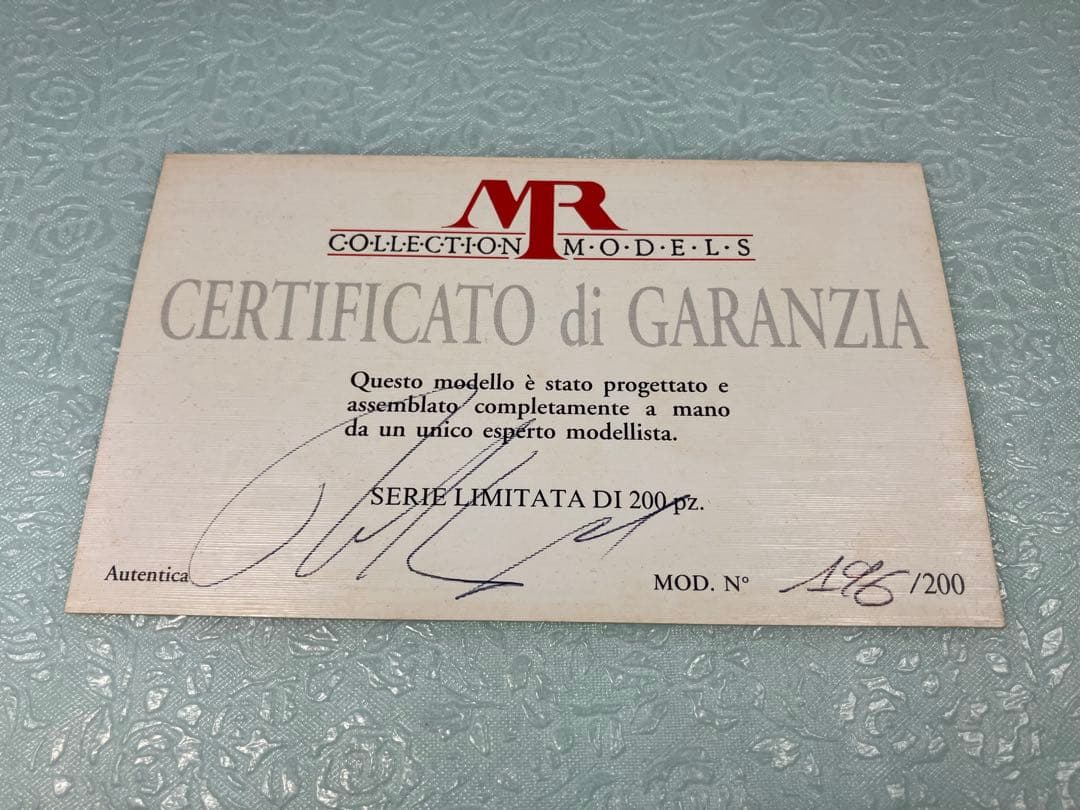 MR
COLLECTION MODELS
CERTIFICATO di GARANZIA
Questo modello è stato progettato e
assemblato completamente a mano
da un unico esperto modellista.
SERIE LIMITATA DI 200 pz.
Autentica
MOD. N° 196/200